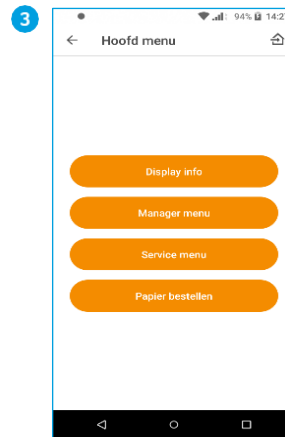 3
94% 14:2
Hoofd menu
Display info
Manager menu
Service menu
Papier bestellen